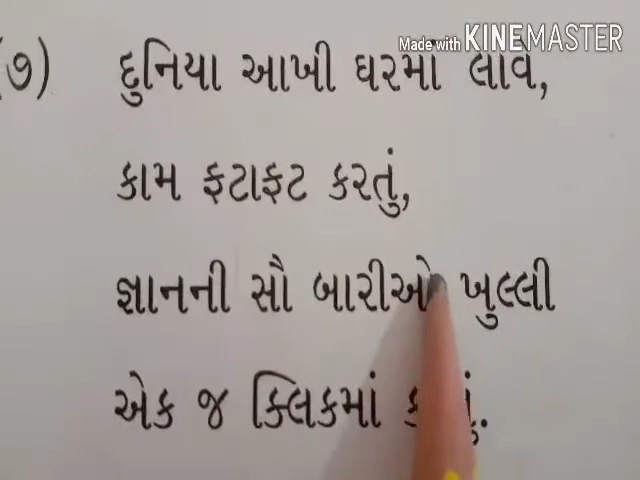 Made with KINEMASTER
(૭) દુનિયા આખી ઘરમાં લાવે,
કામ ફટાફટ કરતું,
જ્ઞાનની સૌ બારીઓ ખુલ્લી
એક જ ક્લિકમાં